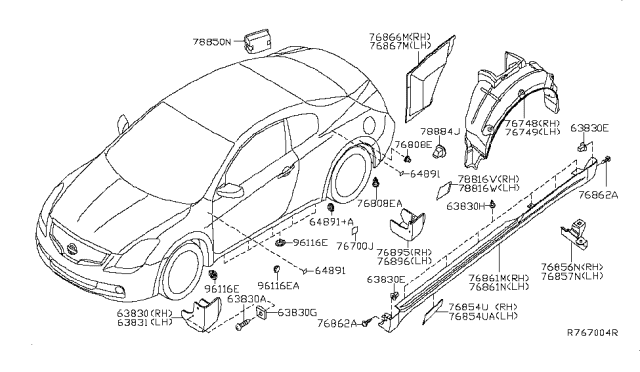 78850N
76866M(RH)
76867M(LH)
76748(RH)
76749(LH)
63830E
76808E
78884J
64891
78816V(RH)
78816W(LH)
76862A
76808EA
63830H
64891+A
96116E
76700J
76895(RH)
76896(LH)
76856N(RH)
76857N(LH)
64891
96116E
96116EA
63830E
76861M(RH)
76861N(LH)
63830A
63830(RH)
63831(LH)
63830G
76862A
76854U (RH)
76854UA(LH)
R767004R